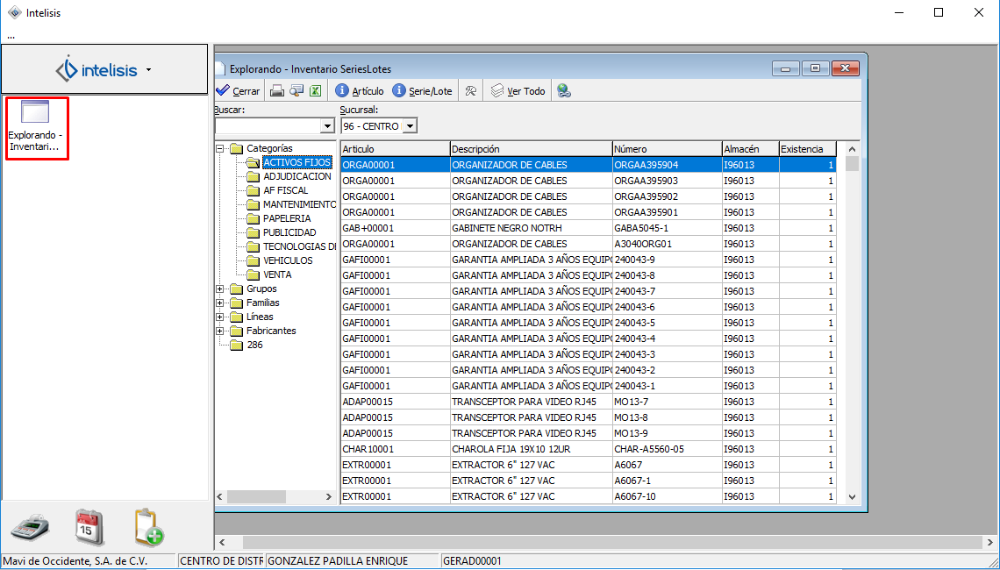 Intelisis
...
intelisis
Explorando -
Inventari...
Explorando - Inventario SeriesLotes
Cerrar Artículo Serie/Lote Ver Todo
Buscar: Sucursal:
96 - CENTRO
Categorías
ACTIVOS FIJOS
ADJUDICACION
AF FISCAL
MANTENIMIENTO
PAPELERIA
PUBLICIDAD
TECNOLOGIAS DE
VEHICULOS
VENTA
Grupos
Familias
Líneas
Fabricantes
286
Articulo Descripción Número Almacén Existencia
ORGA00001 ORGANIZADOR DE CABLES ORGAA395904 I96013 1
ORGA00001 ORGANIZADOR DE CABLES ORGAA395903 I96013 1
ORGA00001 ORGANIZADOR DE CABLES ORGAA395902 I96013 1
ORGA00001 ORGANIZADOR DE CABLES ORGAA395901 I96013 1
GAB+00001 GABINETE NEGRO NOTRH GABA5045-1 I96013 1
ORGA00001 ORGANIZADOR DE CABLES A3040ORG01 I96013 1
GAFI00001 GARANTIA AMPLIADA 3 AÑOS EQUIPO 240043-9 I96013 1
GAFI00001 GARANTIA AMPLIADA 3 AÑOS EQUIPO 240043-8 I96013 1
GAFI00001 GARANTIA AMPLIADA 3 AÑOS EQUIPO 240043-7 I96013 1
GAFI00001 GARANTIA AMPLIADA 3 AÑOS EQUIPO 240043-6 I96013 1
GAFI00001 GARANTIA AMPLIADA 3 AÑOS EQUIPO 240043-5 I96013 1
GAFI00001 GARANTIA AMPLIADA 3 AÑOS EQUIPO 240043-4 I96013 1
GAFI00001 GARANTIA AMPLIADA 3 AÑOS EQUIPO 240043-3 I96013 1
GAFI00001 GARANTIA AMPLIADA 3 AÑOS EQUIPO 240043-2 I96013 1
GAFI00001 GARANTIA AMPLIADA 3 AÑOS EQUIPO 240043-1 I96013 1
ADAP00015 TRANSCEPTOR PARA VIDEO RJ45 MO13-7 I96013 1
ADAP00015 TRANSCEPTOR PARA VIDEO RJ45 MO13-8 I96013 1
ADAP00015 TRANSCEPTOR PARA VIDEO RJ45 MO13-9 I96013 1
CHAR10001 CHAROLA FIJA 19X10 12UR CHAR-A5560-05 I96013 1
EXTR00001 EXTRACTOR 6" 127 VAC A6067 I96013 1
EXTR00001 EXTRACTOR 6" 127 VAC A6067-1 I96013 1
EXTR00001 EXTRACTOR 6" 127 VAC A6067-10 I96013 1
15
Mavi de Occidente, S.A. de C.V. CENTRO DE DISTR GONZALEZ PADILLA ENRIQUE GERAD00001